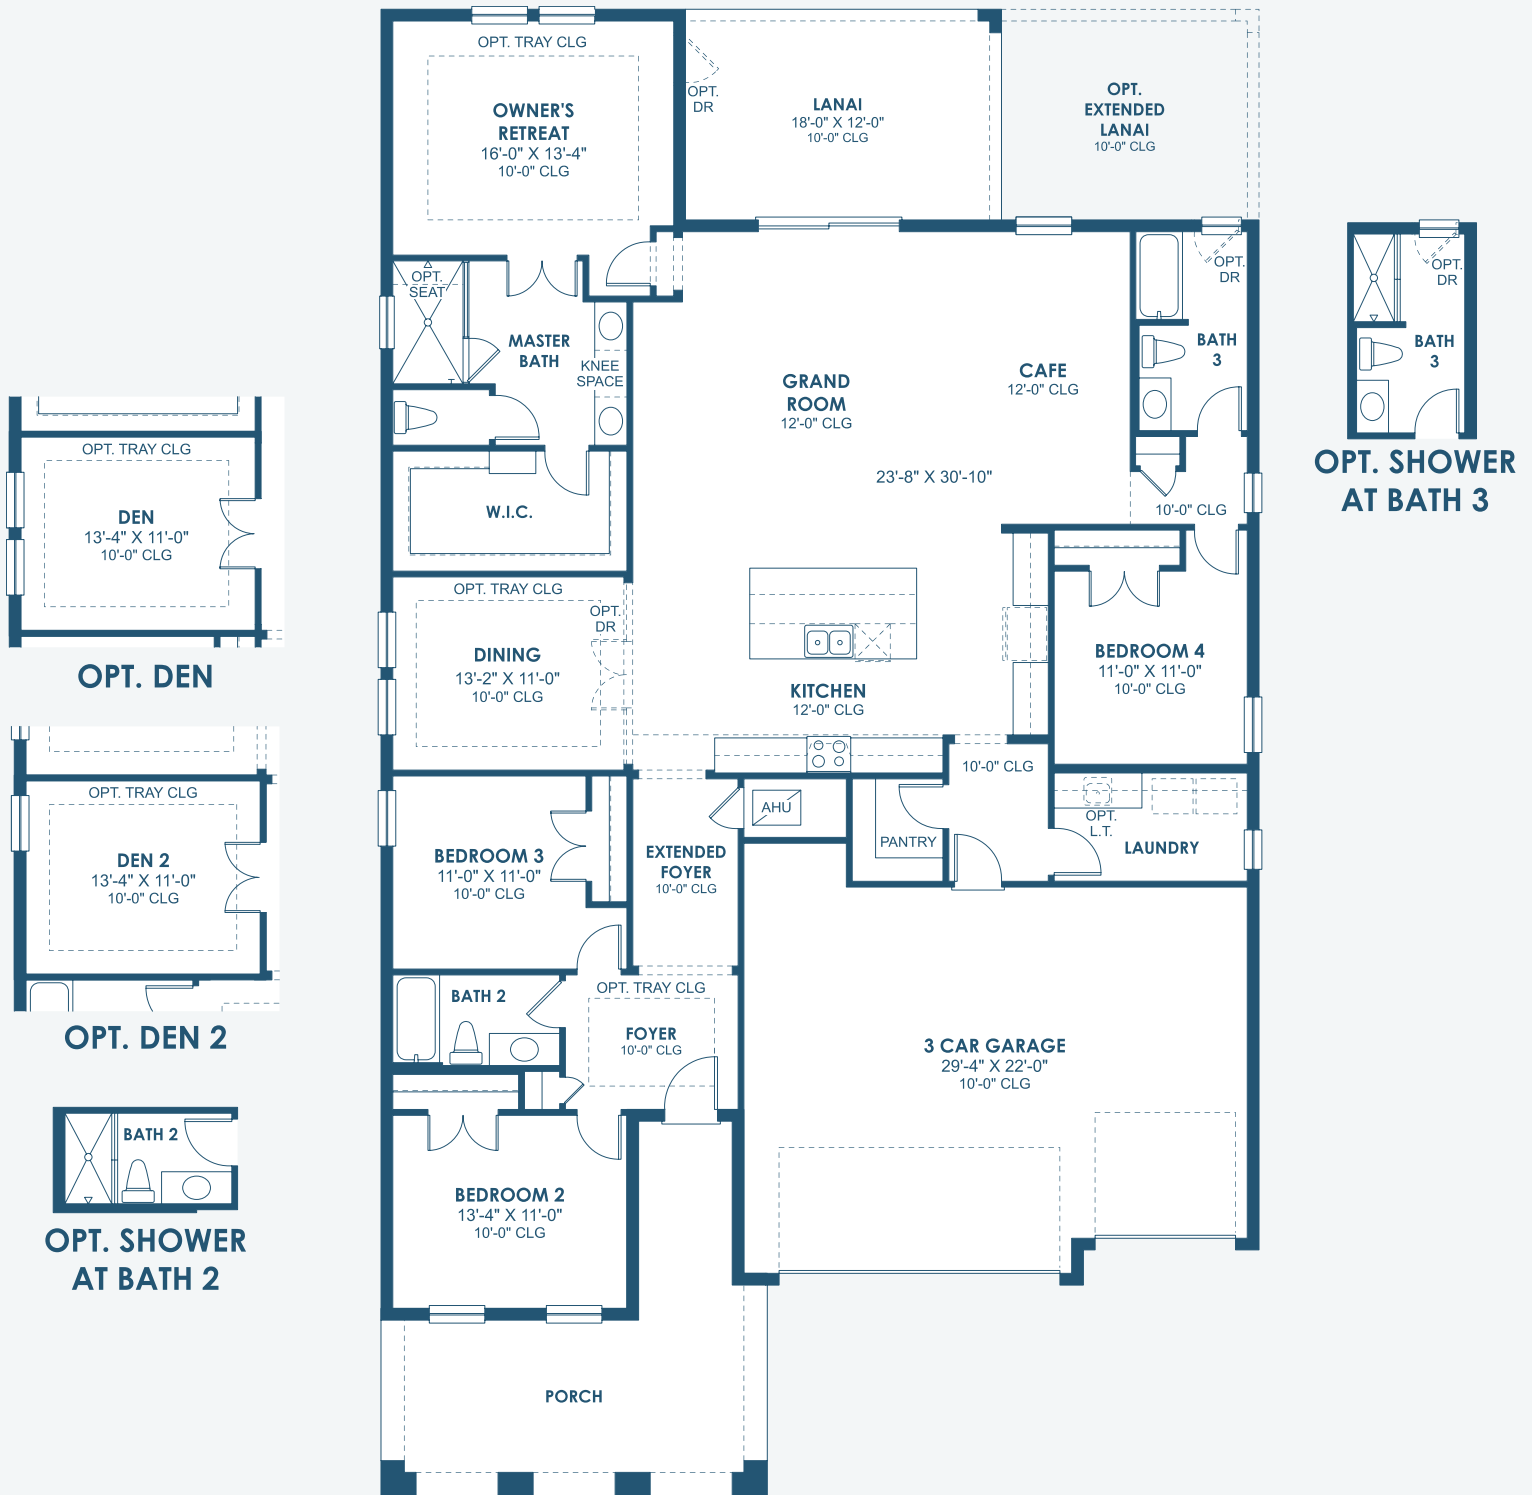 OPT. TRAY CLG
OWNER'S
RETREAT
16'-0" X 13'-4"
10'-0" CLG
OPT.
DR
LANAI
18'-0" X 12'-0"
10'-0" CLG
OPT.
EXTENDED
LANAI
10'-0" CLG
OPT.
SEAT
MASTER
BATH
KNEE
SPACE
GRAND
ROOM
12'-0" CLG
CAFE
12'-0" CLG
23'-8" X 30'-10"
OPT.
DR
BATH
3
10'-0" CLG
OPT.
DR
BATH
3
OPT. SHOWER
AT BATH 3
W.I.C.
OPT. TRAY CLG
DEN
13'-4" X 11'-0"
10'-0" CLG
OPT. DEN
OPT. TRAY CLG
OPT.
DR
DINING
13'-2" X 11'-0"
10'-0" CLG
KITCHEN
12'-0" CLG
BEDROOM 4
11'-0" X 11'-0"
10'-0" CLG
10'-0" CLG
OPT. TRAY CLG
DEN 2
13'-4" X 11'-0"
10'-0" CLG
OPT. DEN 2
BEDROOM 3
11'-0" X 11'-0"
10'-0" CLG
EXTENDED
FOYER
10'-0" CLG
AHU
PANTRY
OPT.
L.T.
LAUNDRY
BATH 2
OPT. TRAY CLG
FOYER
10'-0" CLG
3 CAR GARAGE
29'-4" X 22'-0"
10'-0" CLG
BATH 2
OPT. SHOWER
AT BATH 2
BEDROOM 2
13'-4" X 11'-0"
10'-0" CLG
PORCH